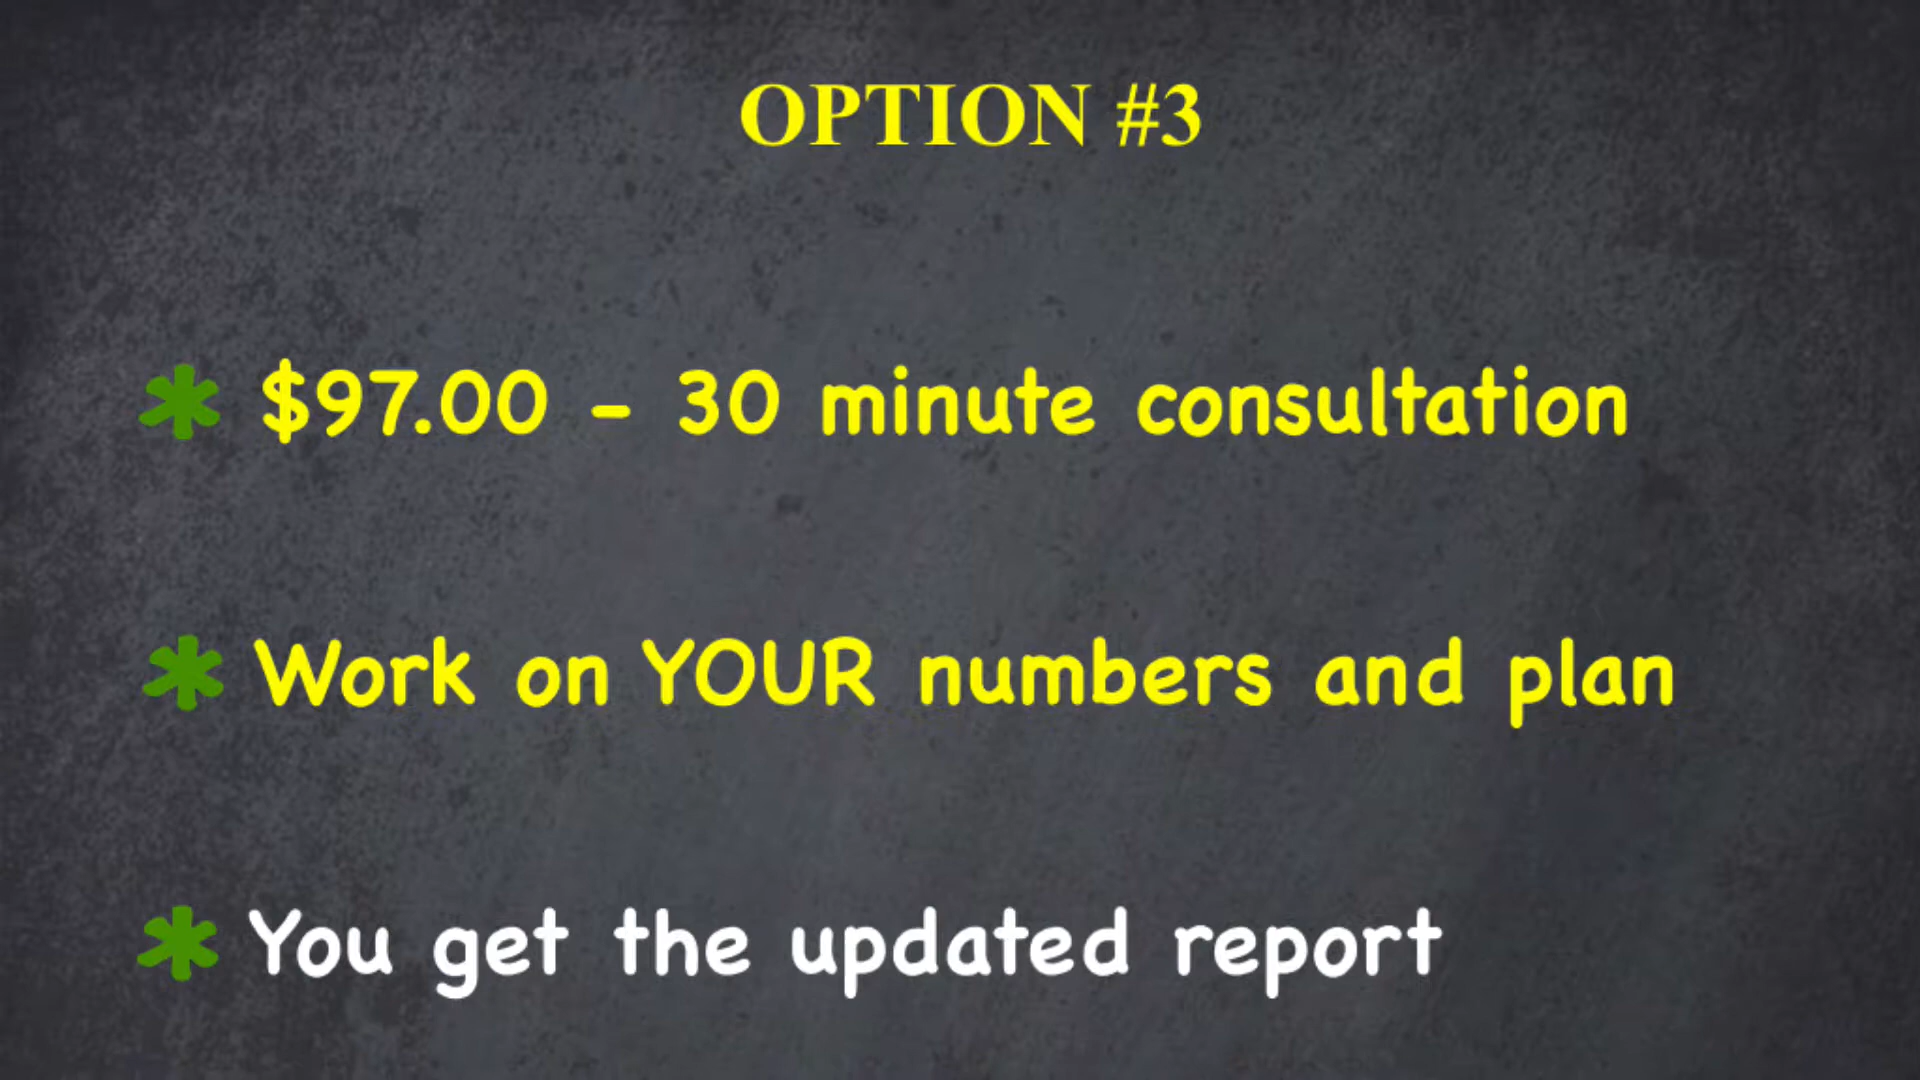 OPTION #3
* $97.00 - 30 minute consultation
* Work on YOUR numbers and plan
* You get the updated report